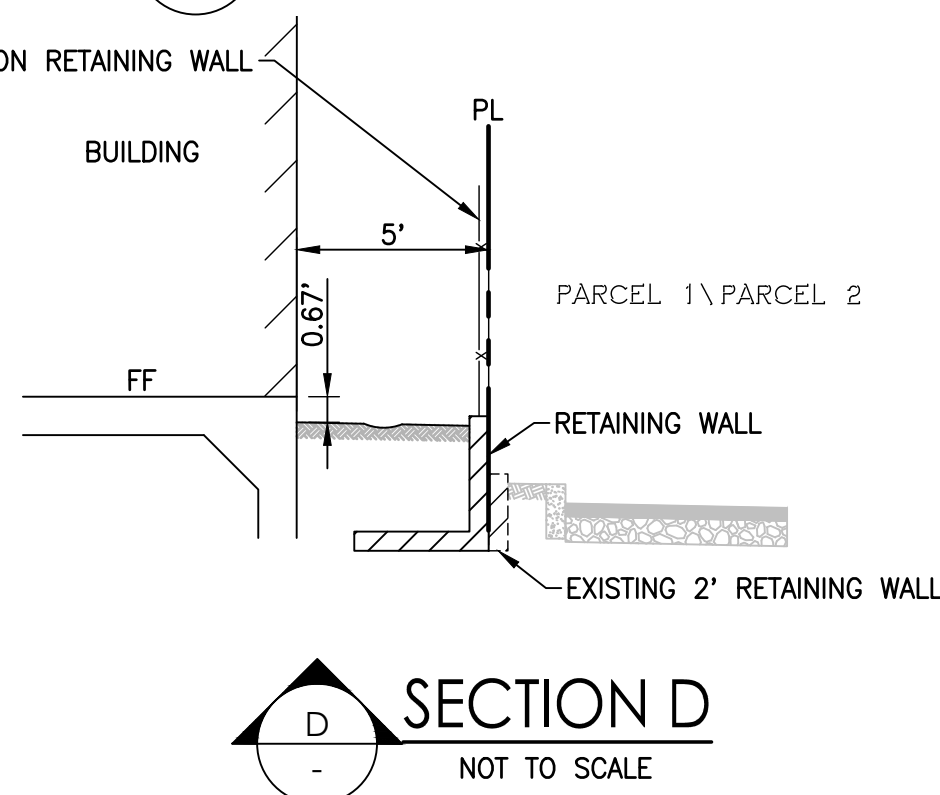 ON RETAINING WALL
PL
BUILDING
5'
PARCEL 1\PARCEL 2
0.67'
FF
RETAINING WALL
EXISTING 2' RETAINING WALL
D
-
SECTION D
NOT TO SCALE